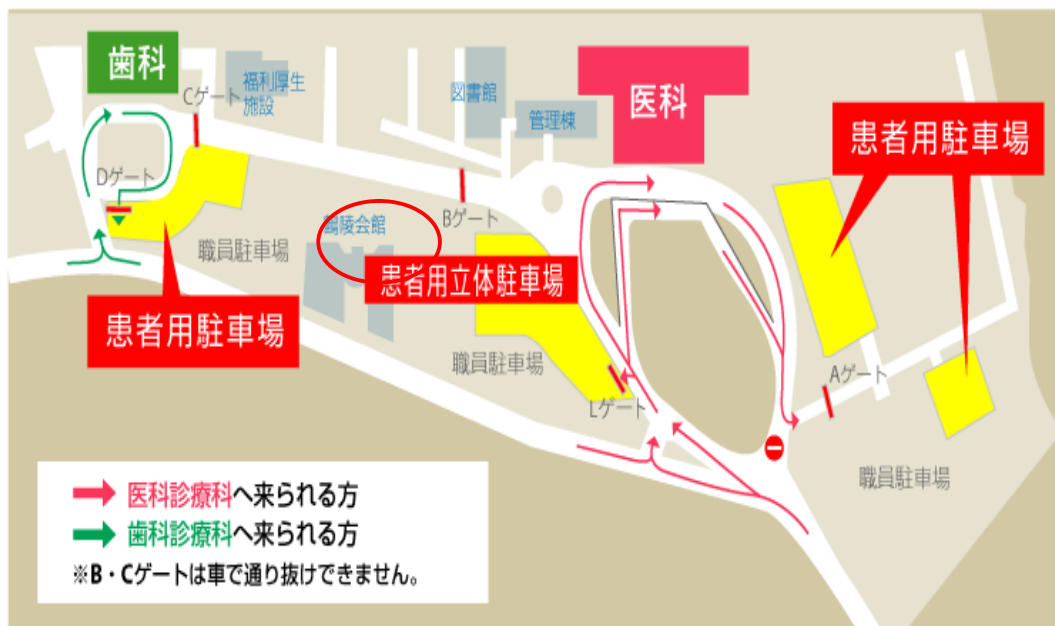 歯科
Cゲート
福利厚生
施設
図書館
管理棟
医科
患者用駐車場
Dゲート
Bゲート
鶴陵会館
職員駐車場
患者用立体駐車場
患者用駐車場
職員駐車場
Lゲート
Aゲート
職員駐車場
医科診療科へ来られる方
歯科診療科へ来られる方
※B・Cゲートは車で通り抜けできません。